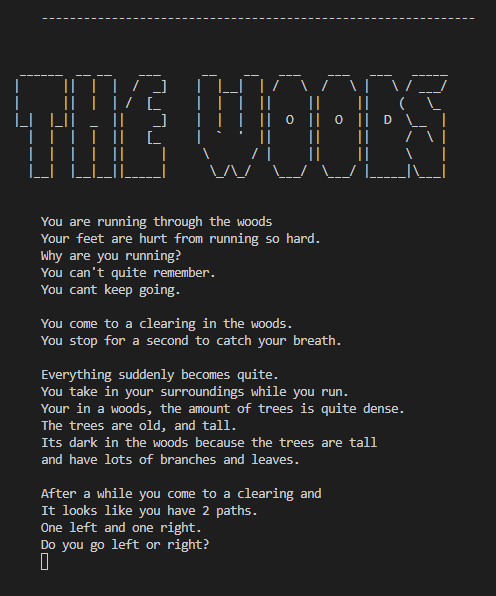 THE WOODS
You are running through the woods
Your feet are hurt from running so hard.
Why are you running?
You can't quite remember.
You cant keep going.
You come to a clearing in the woods.
You stop for a second to catch your breath.
Everything suddenly becomes quite.
You take in your surroundings while you run.
Your in a woods, the amount of trees is quite dense.
The trees are old, and tall.
Its dark in the woods because the trees are tall
and have lots of branches and leaves.
After a while you come to a clearing and
It looks like you have 2 paths.
One left and one right.
Do you go left or right?